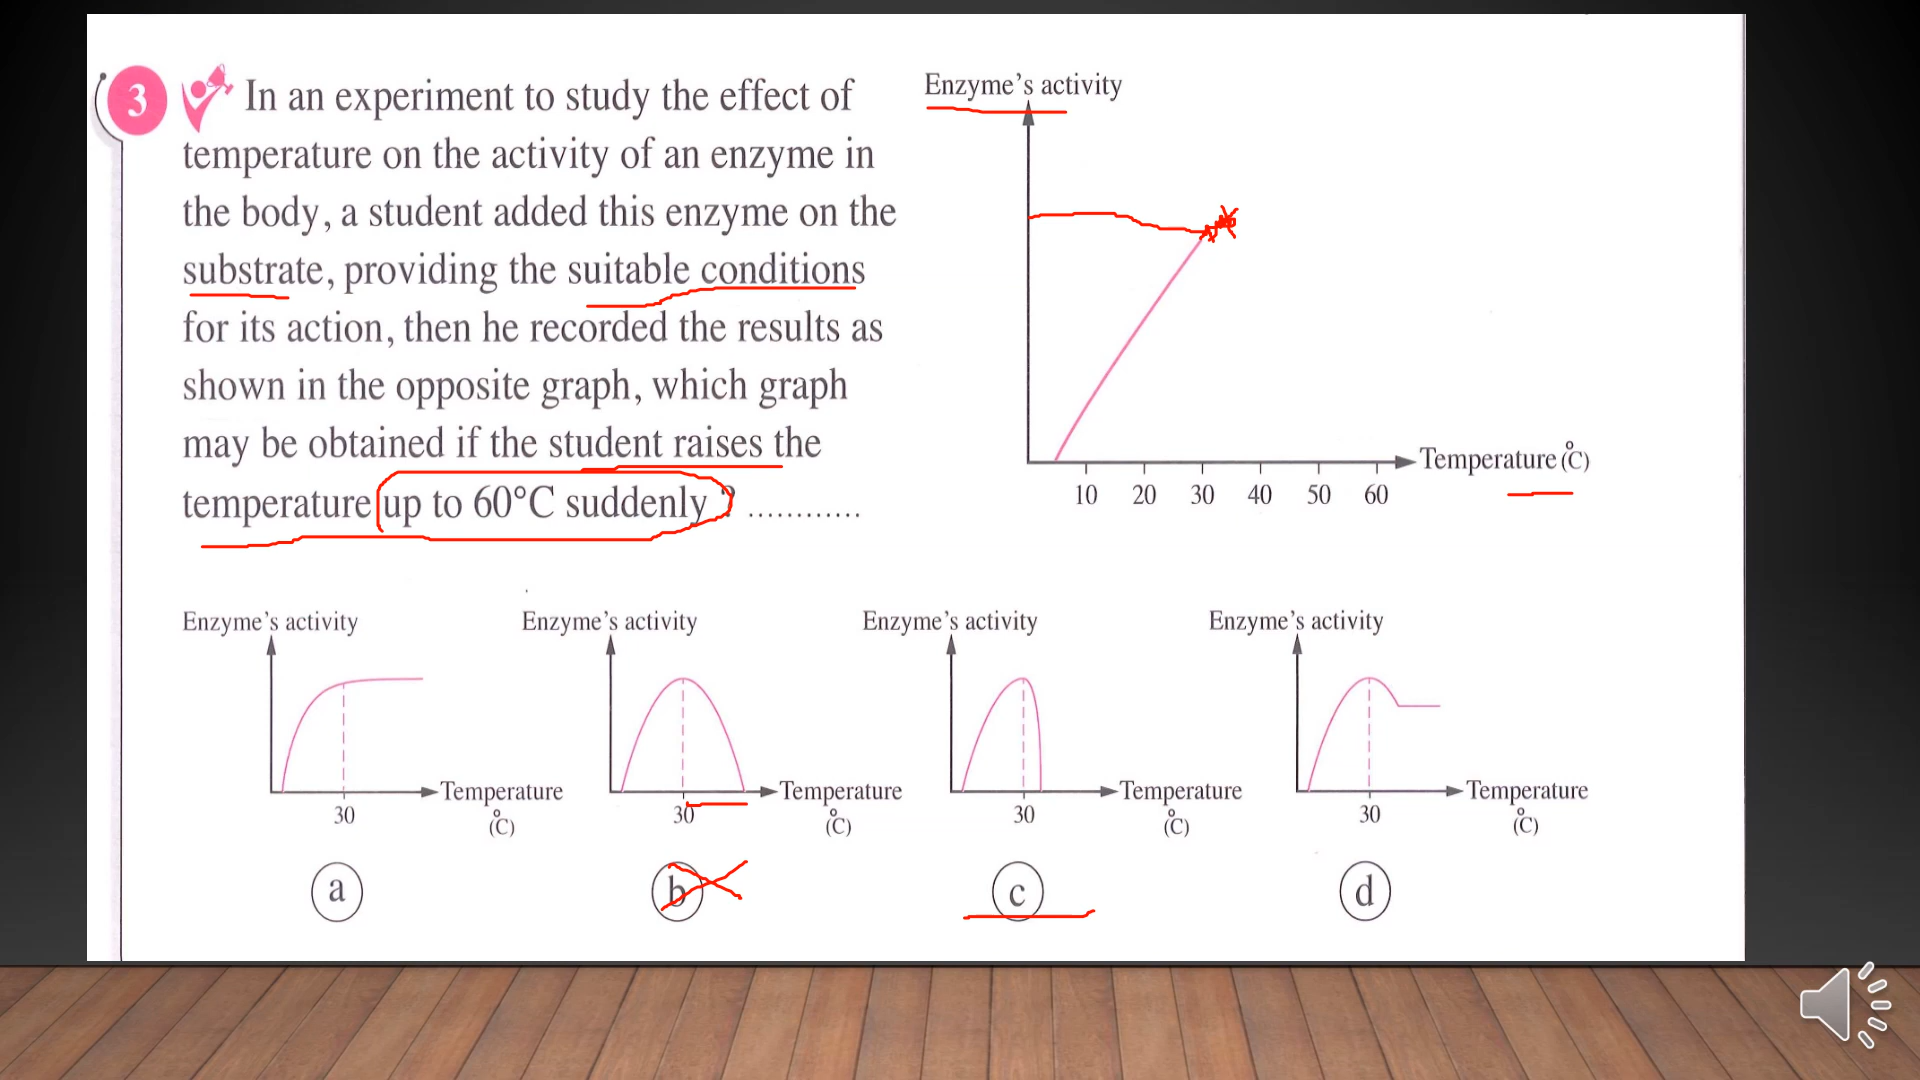 3 In an experiment to study the effect of
temperature on the activity of an enzyme in
the body, a student added this enzyme on the
substrate, providing the suitable conditions
for its action, then he recorded the results as
shown in the opposite graph, which graph
may be obtained if the student raises the
temperature up to 60°C suddenly ? ............
Enzyme's activity
Temperature (°C)
10 20 30 40 50 60
Enzyme's activity
Temperature
(°C)
30
a
Enzyme's activity
Temperature
(°C)
30
b
Enzyme's activity
Temperature
(°C)
30
c
Enzyme's activity
Temperature
(°C)
30
d